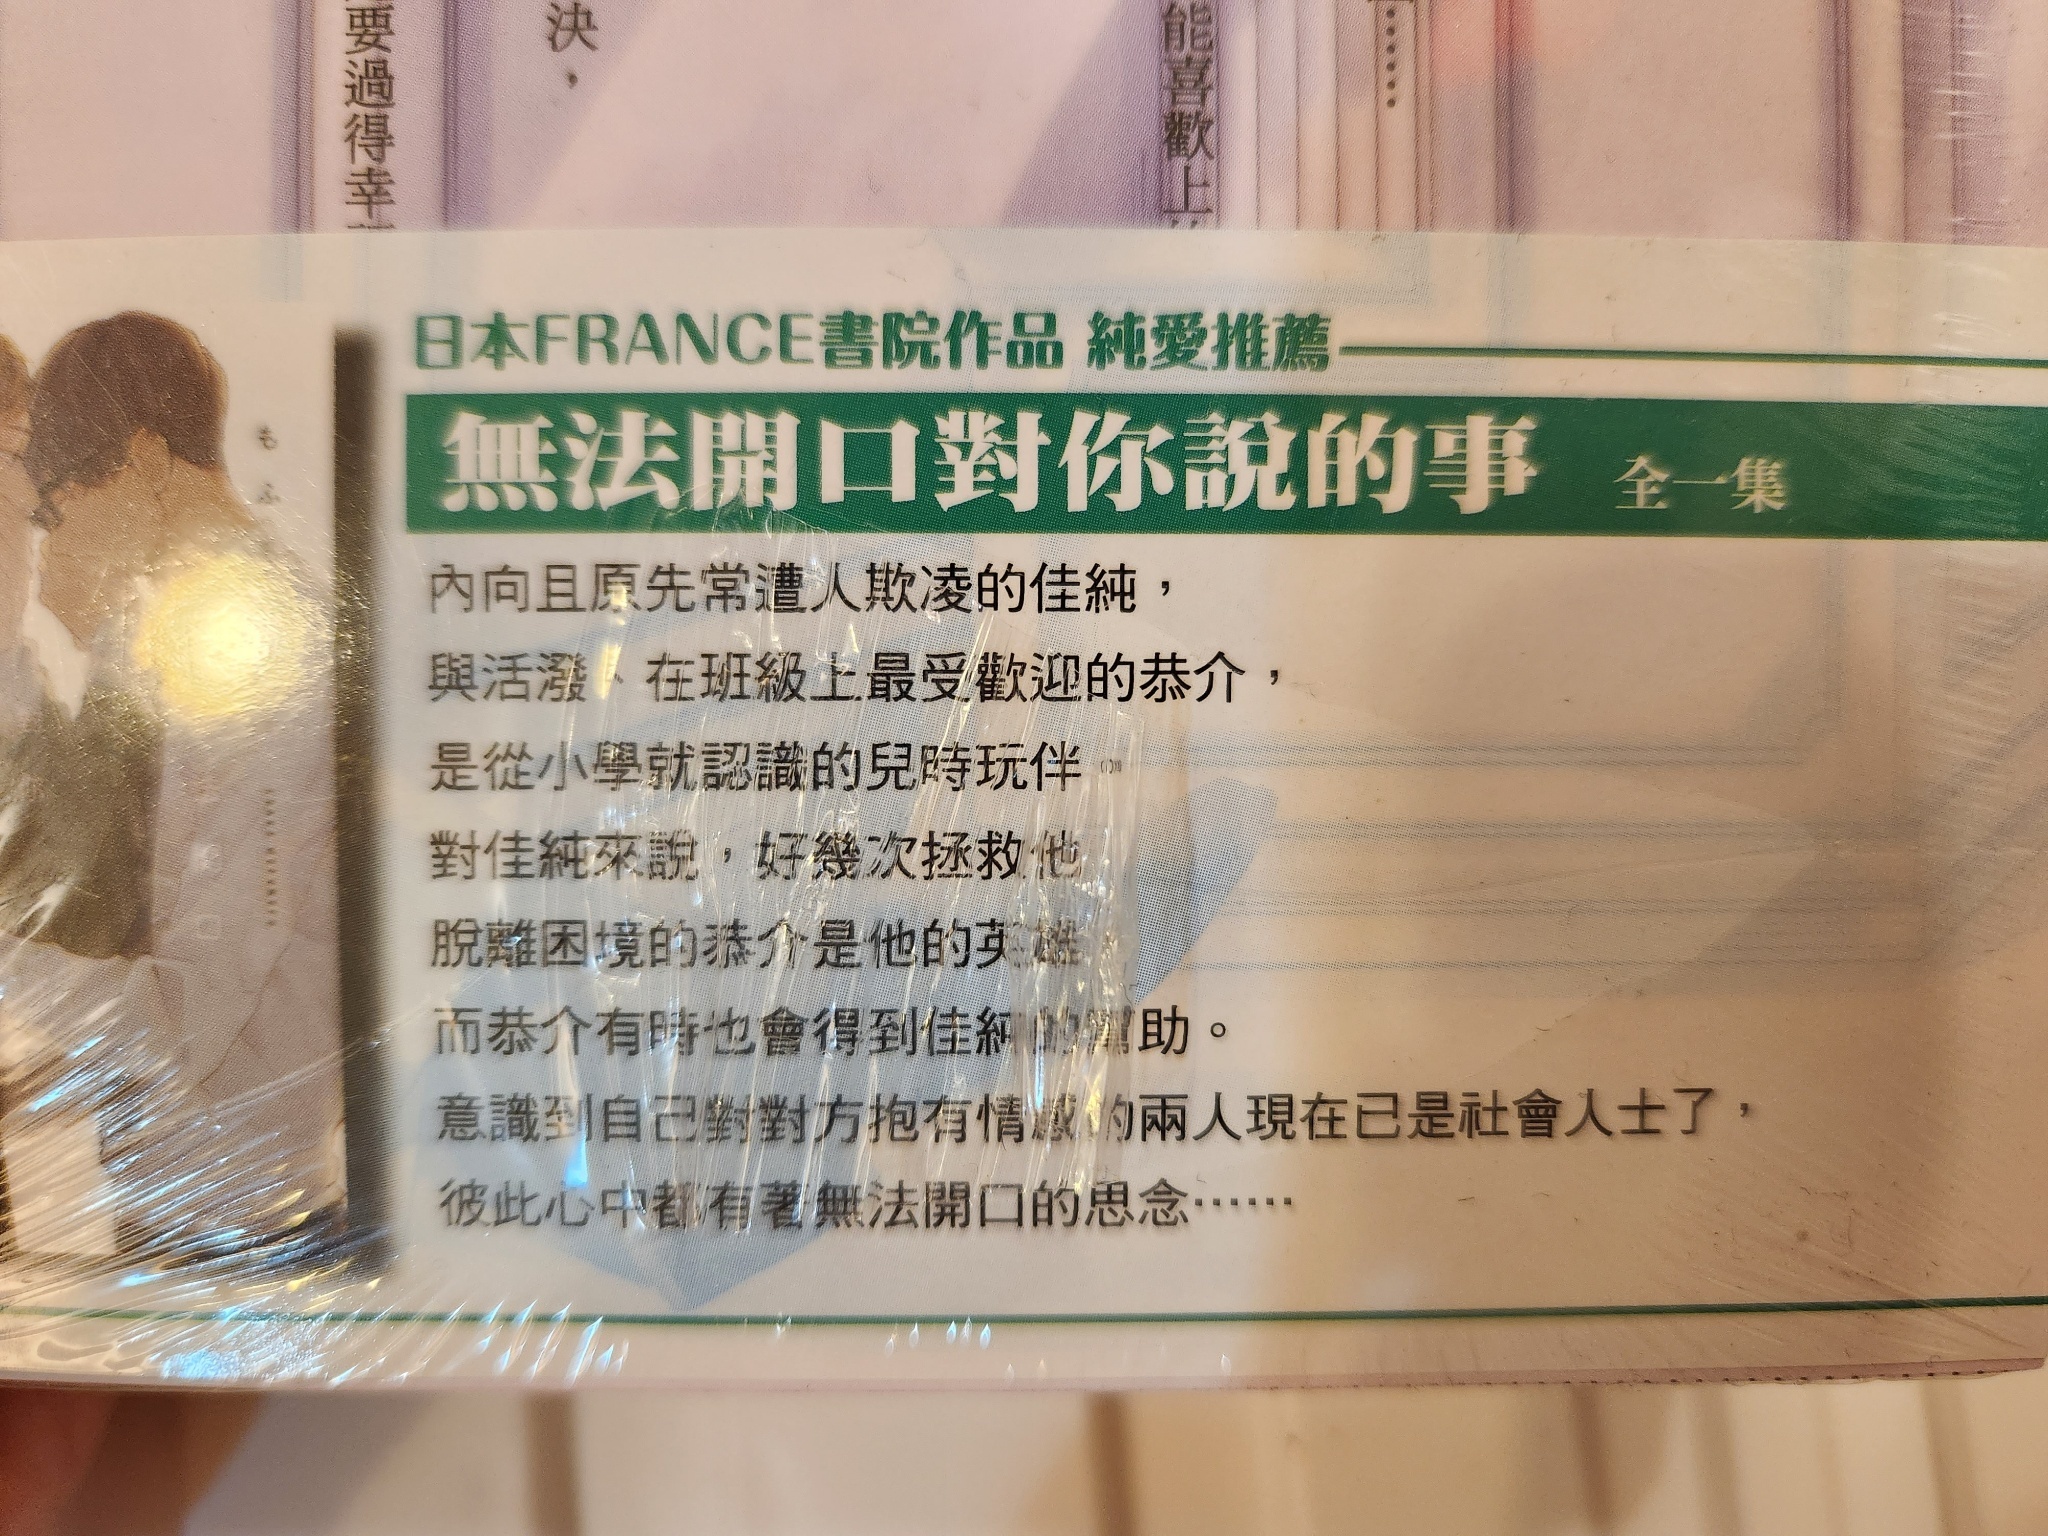 ……
能喜歡上
決，
要過得幸
日本FRANCE書院作品 純愛推薦
無法開口對你說的事 全一集
もふ
內向且原先常遭人欺凌的佳純，
與活潑、在班級上最受歡迎的恭介，
是從小學就認識的兒時玩伴
對佳純來說，好幾次拯救他
脫離困境的恭介是他的英雄
而恭介有時也會得到佳純的幫助。
意識到自己對對方抱有情感的兩人現在已是社會人士了，
彼此心中都有著無法開口的思念……